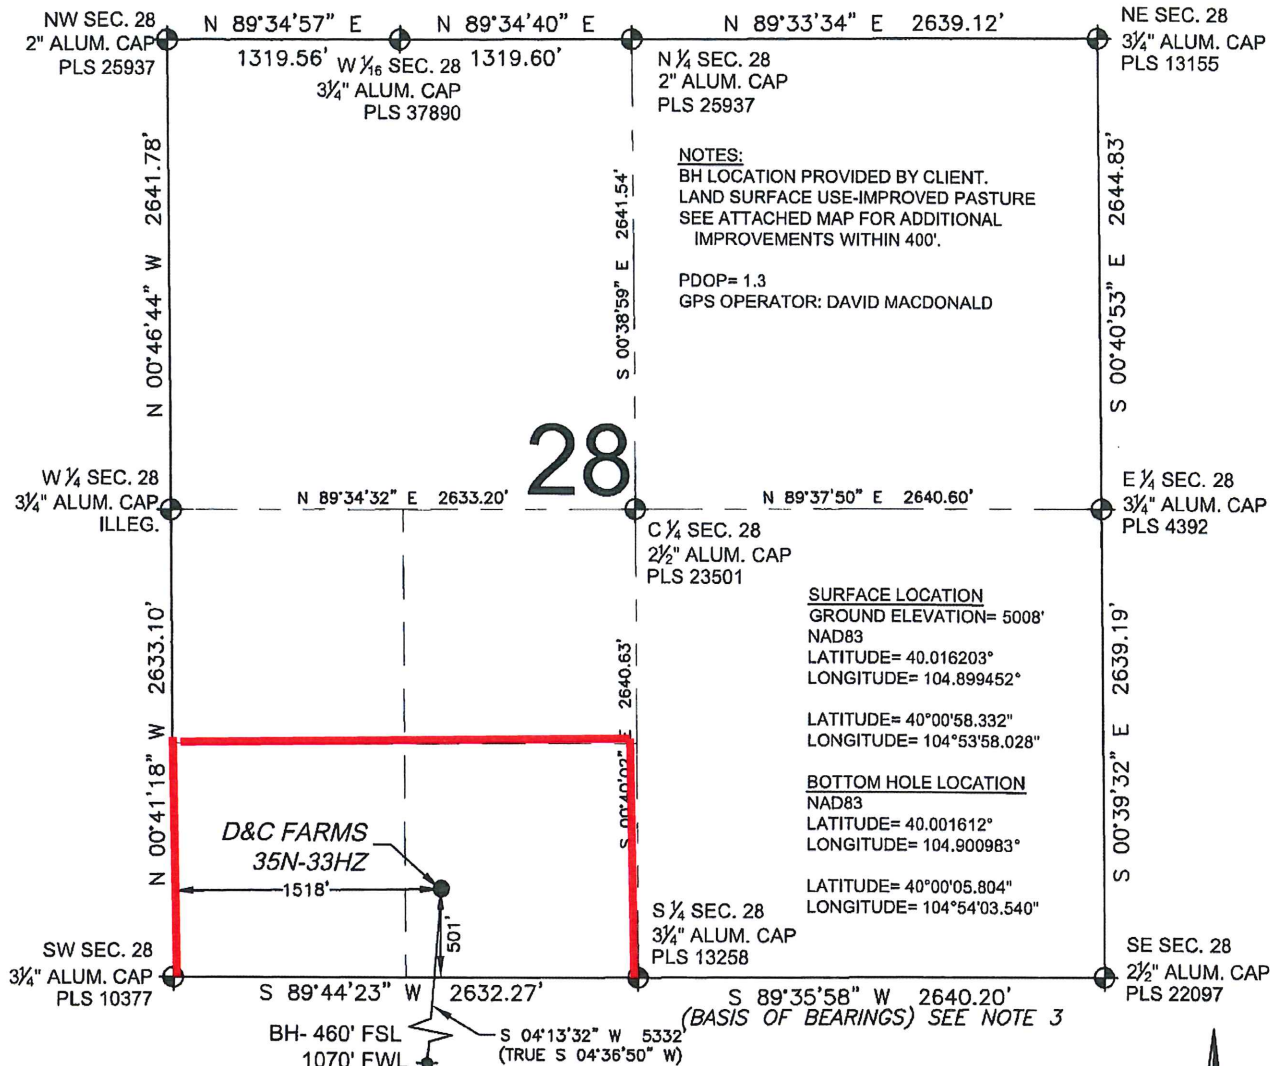 NW SEC. 28
2" ALUM. CAP
PLS 25937
N 89°34'57" E
1319.56'
W 1/16 SEC. 28
3¼" ALUM. CAP
PLS 37890
N 89°34'40" E
1319.60'
N ¼ SEC. 28
2" ALUM. CAP
PLS 25937
N 89°33'34" E 2639.12'
NE SEC. 28
3¼" ALUM. CAP
PLS 13155
N 00°46'44" W 2641.78'
S 00°38'59" E 2641.54'
NOTES:
BH LOCATION PROVIDED BY CLIENT.
LAND SURFACE USE-IMPROVED PASTURE
SEE ATTACHED MAP FOR ADDITIONAL
IMPROVEMENTS WITHIN 400'.
PDOP= 1.3
GPS OPERATOR: DAVID MACDONALD
S 00°40'53" E 2644.83'
28
W ¼ SEC. 28
3¼" ALUM. CAP
ILLEG.
N 89°34'32" E 2633.20'
C ¼ SEC. 28
2½" ALUM. CAP
PLS 23501
N 89°37'50" E 2640.60'
E ¼ SEC. 28
3¼" ALUM. CAP
PLS 4392
N 00°41'18" W 2633.10'
S 00°40'02" E 2640.63'
SURFACE LOCATION
GROUND ELEVATION= 5008'
NAD83
LATITUDE= 40.016203°
LONGITUDE= 104.899452°
LATITUDE= 40°00'58.332"
LONGITUDE= 104°53'58.028"
BOTTOM HOLE LOCATION
NAD83
LATITUDE= 40.001612°
LONGITUDE= 104.900983°
LATITUDE= 40°00'05.804"
LONGITUDE= 104°54'03.540"
S 00°39'32" E 2639.19'
D&C FARMS
35N-33HZ
1518'
501'
SW SEC. 28
3¼" ALUM. CAP
PLS 10377
S 89°44'23" W 2632.27'
S ¼ SEC. 28
3¼" ALUM. CAP
PLS 13258
S 89°35'58" W 2640.20'
(BASIS OF BEARINGS) SEE NOTE 3
SE SEC. 28
2½" ALUM. CAP
PLS 22097
BH- 460' FSL
1070' FWL
S 04°13'32" W 5332'
(TRUE S 04°36'50" W)